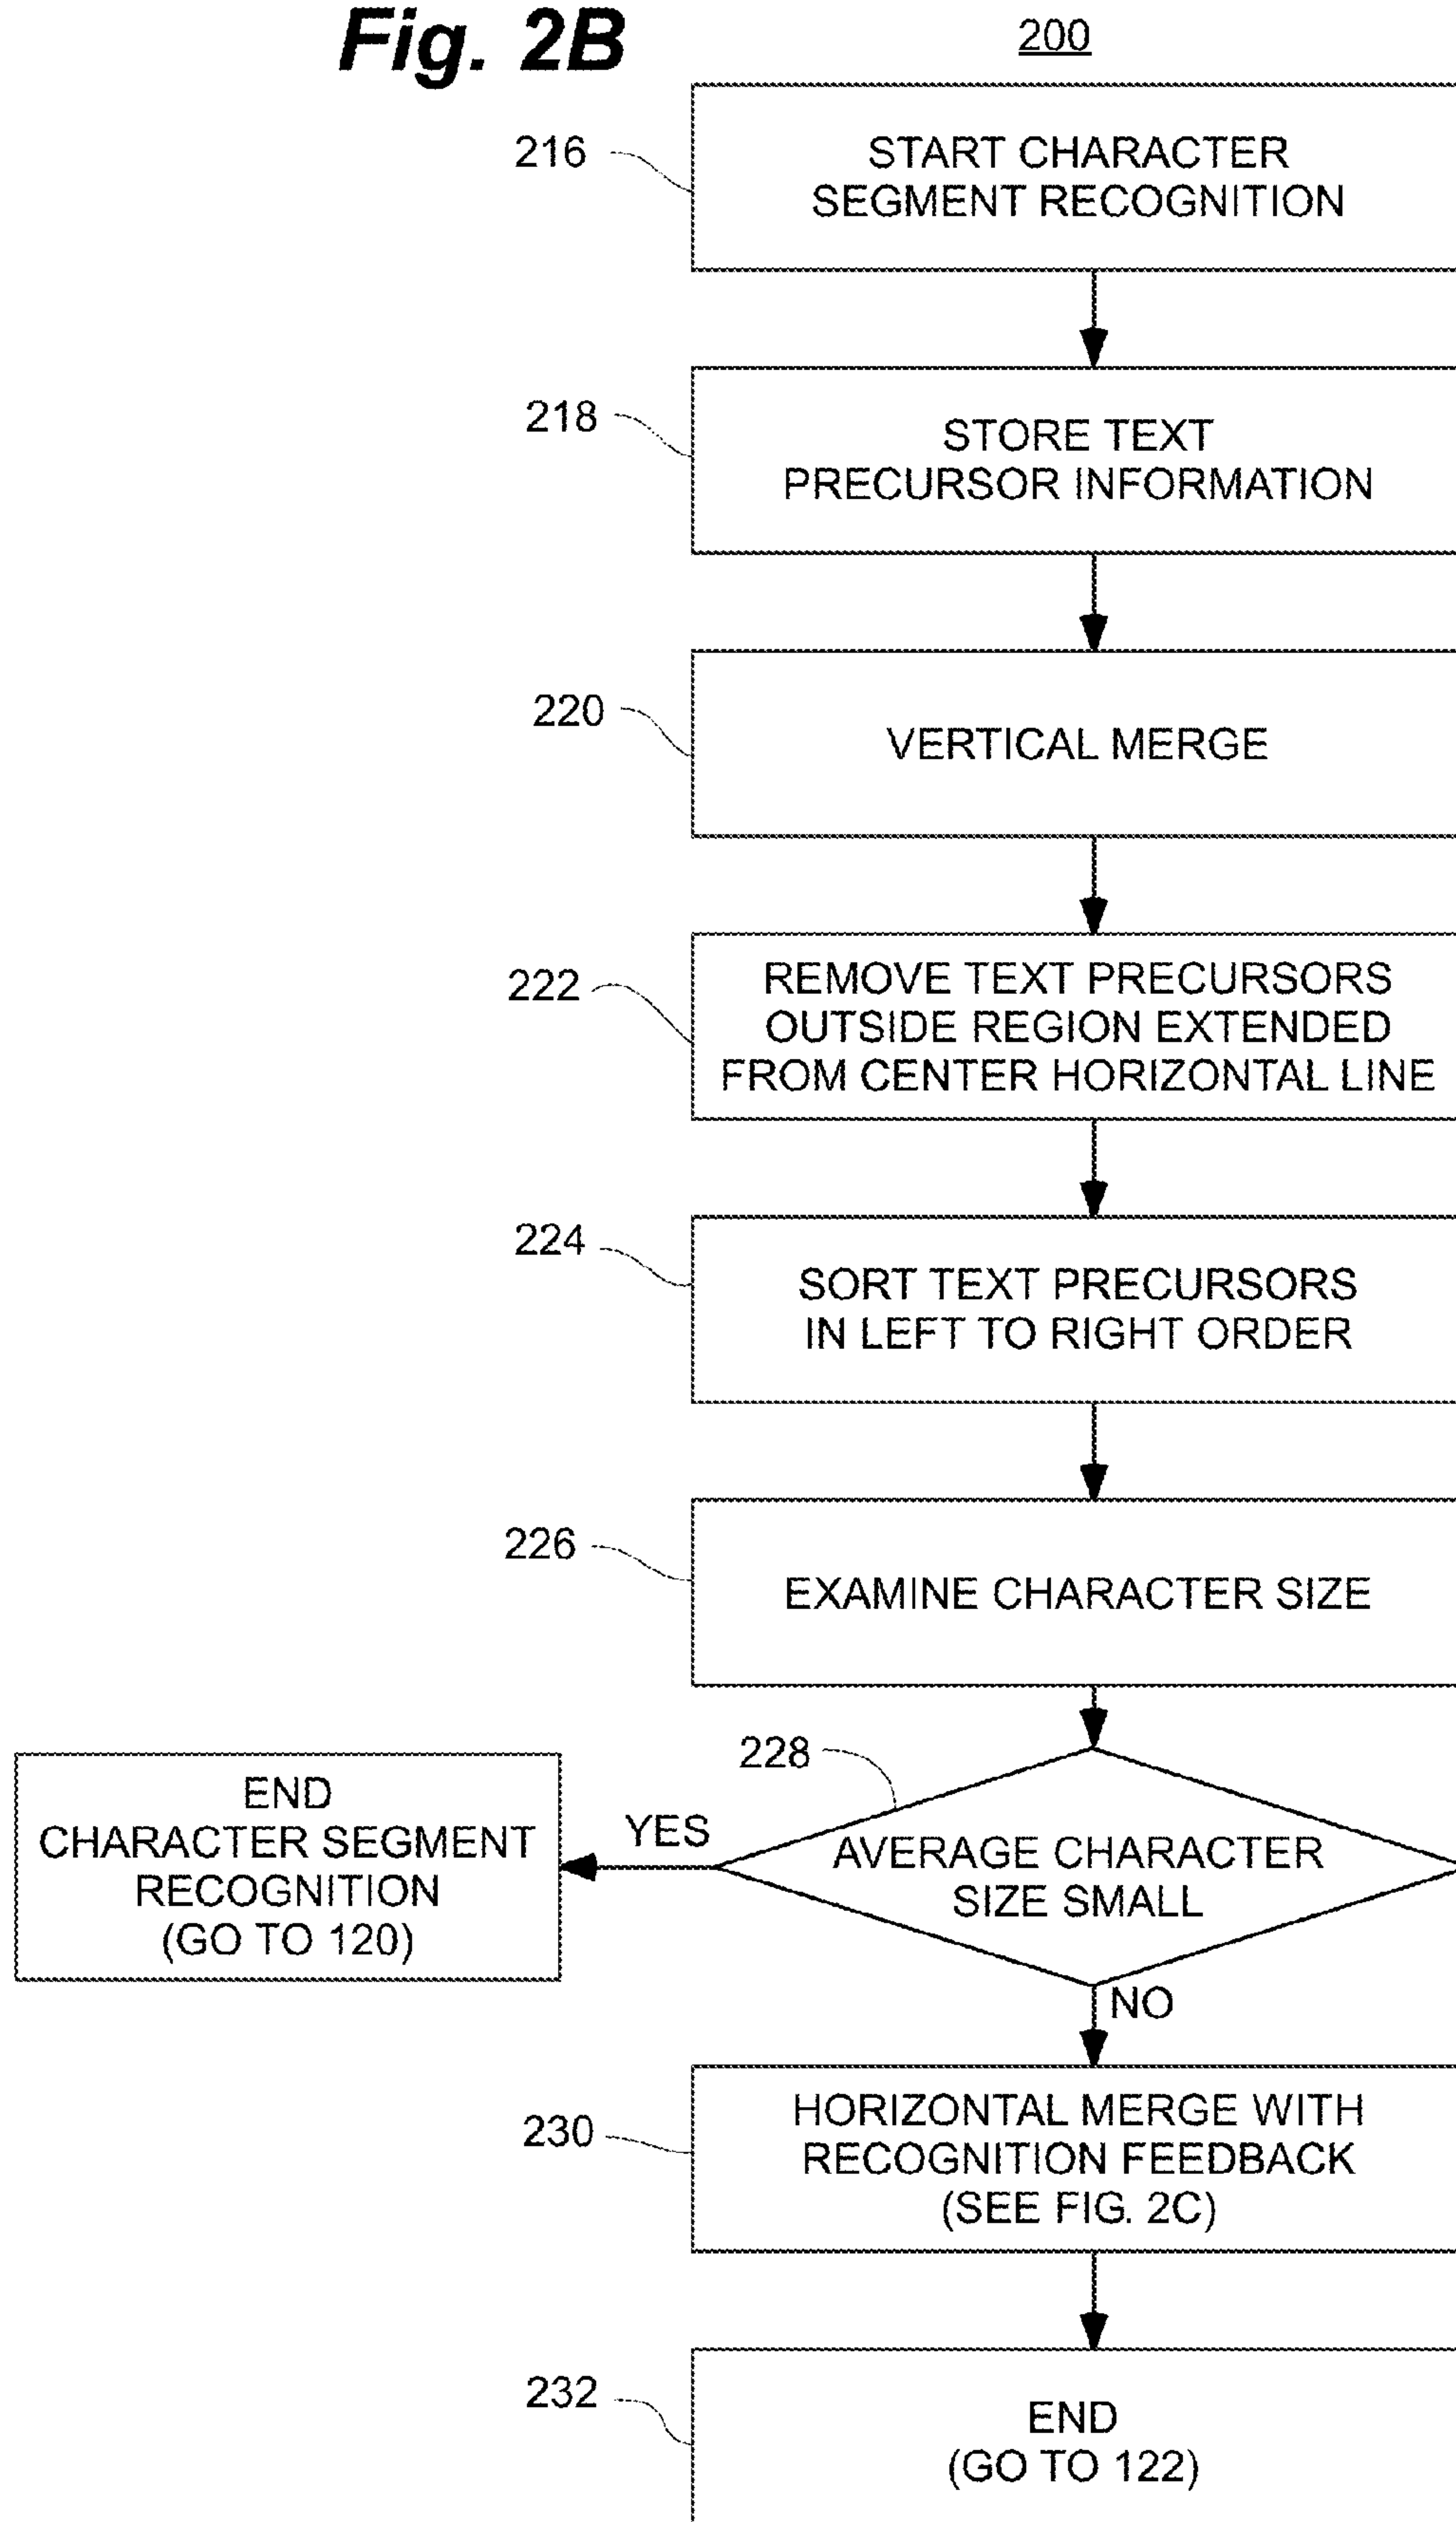 Fig. 2B
200
216
START CHARACTER
SEGMENT RECOGNITION
218
STORE TEXT
PRECURSOR INFORMATION
220
VERTICAL MERGE
222
REMOVE TEXT PRECURSORS
OUTSIDE REGION EXTENDED
FROM CENTER HORIZONTAL LINE
224
SORT TEXT PRECURSORS
IN LEFT TO RIGHT ORDER
226
EXAMINE CHARACTER SIZE
228
AVERAGE CHARACTER
SIZE SMALL
YES
END
CHARACTER SEGMENT
RECOGNITION
(GO TO 120)
NO
230
HORIZONTAL MERGE WITH
RECOGNITION FEEDBACK
(SEE FIG. 2C)
232
END
(GO TO 122)